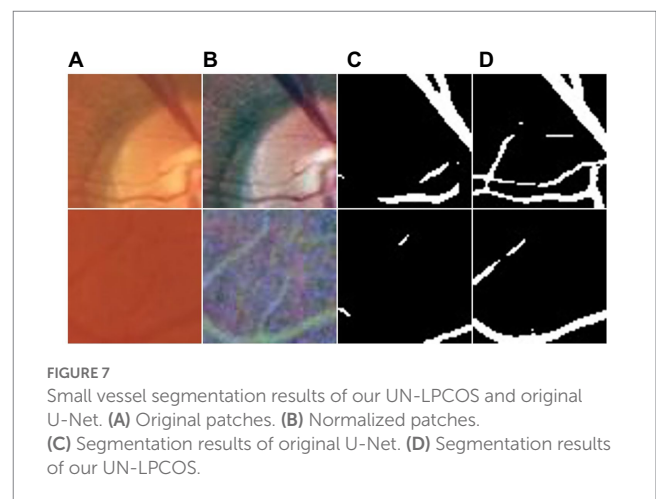 A B C D
FIGURE 7
Small vessel segmentation results of our UN-LPCOS and original
U-Net. (A) Original patches. (B) Normalized patches.
(C) Segmentation results of original U-Net. (D) Segmentation results
of our UN-LPCOS.